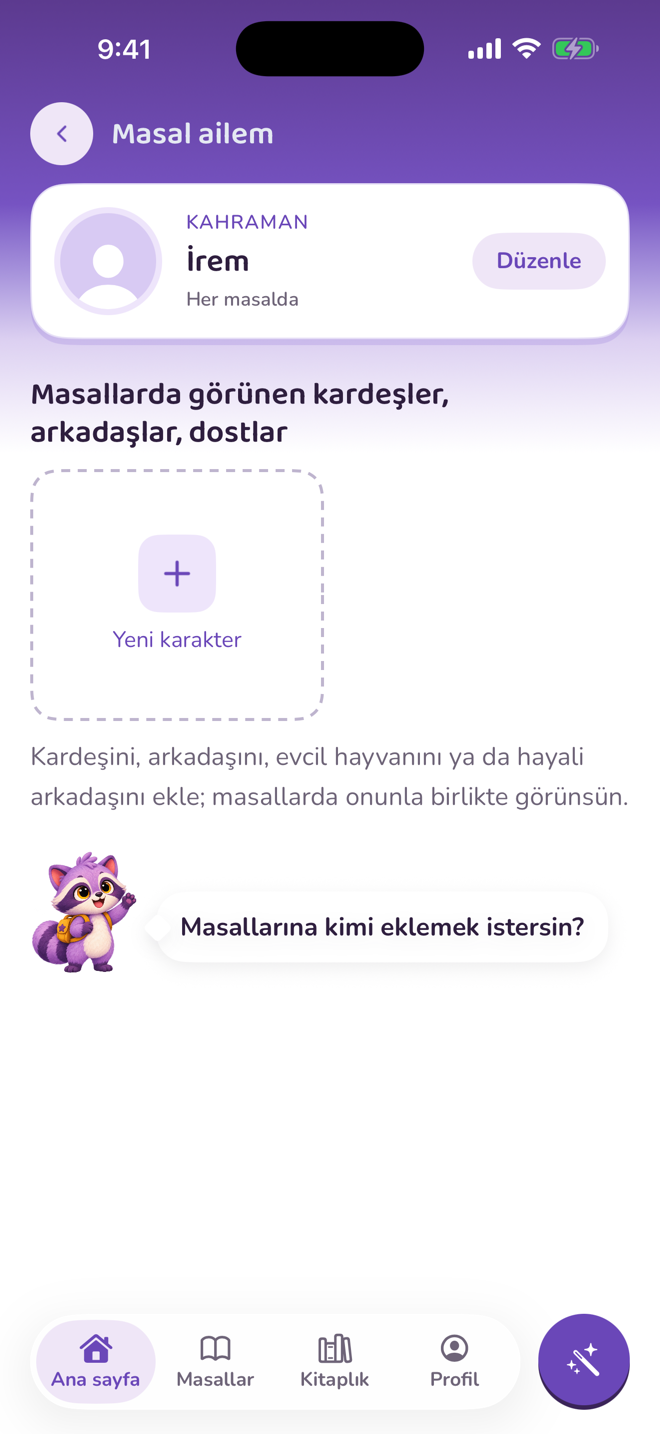 9:41
Masal ailem
KAHRAMAN
İrem
Her masalda
Düzenle
Masallarda görünen kardeşler,
arkadaşlar, dostlar
Yeni karakter
Kardeşini, arkadaşını, evcil hayvanını ya da hayali
arkadaşını ekle; masallarda onunla birlikte görünsün.
Masallarına kimi eklemek istersin?
Ana sayfa
Masallar
Kitaplık
Profil